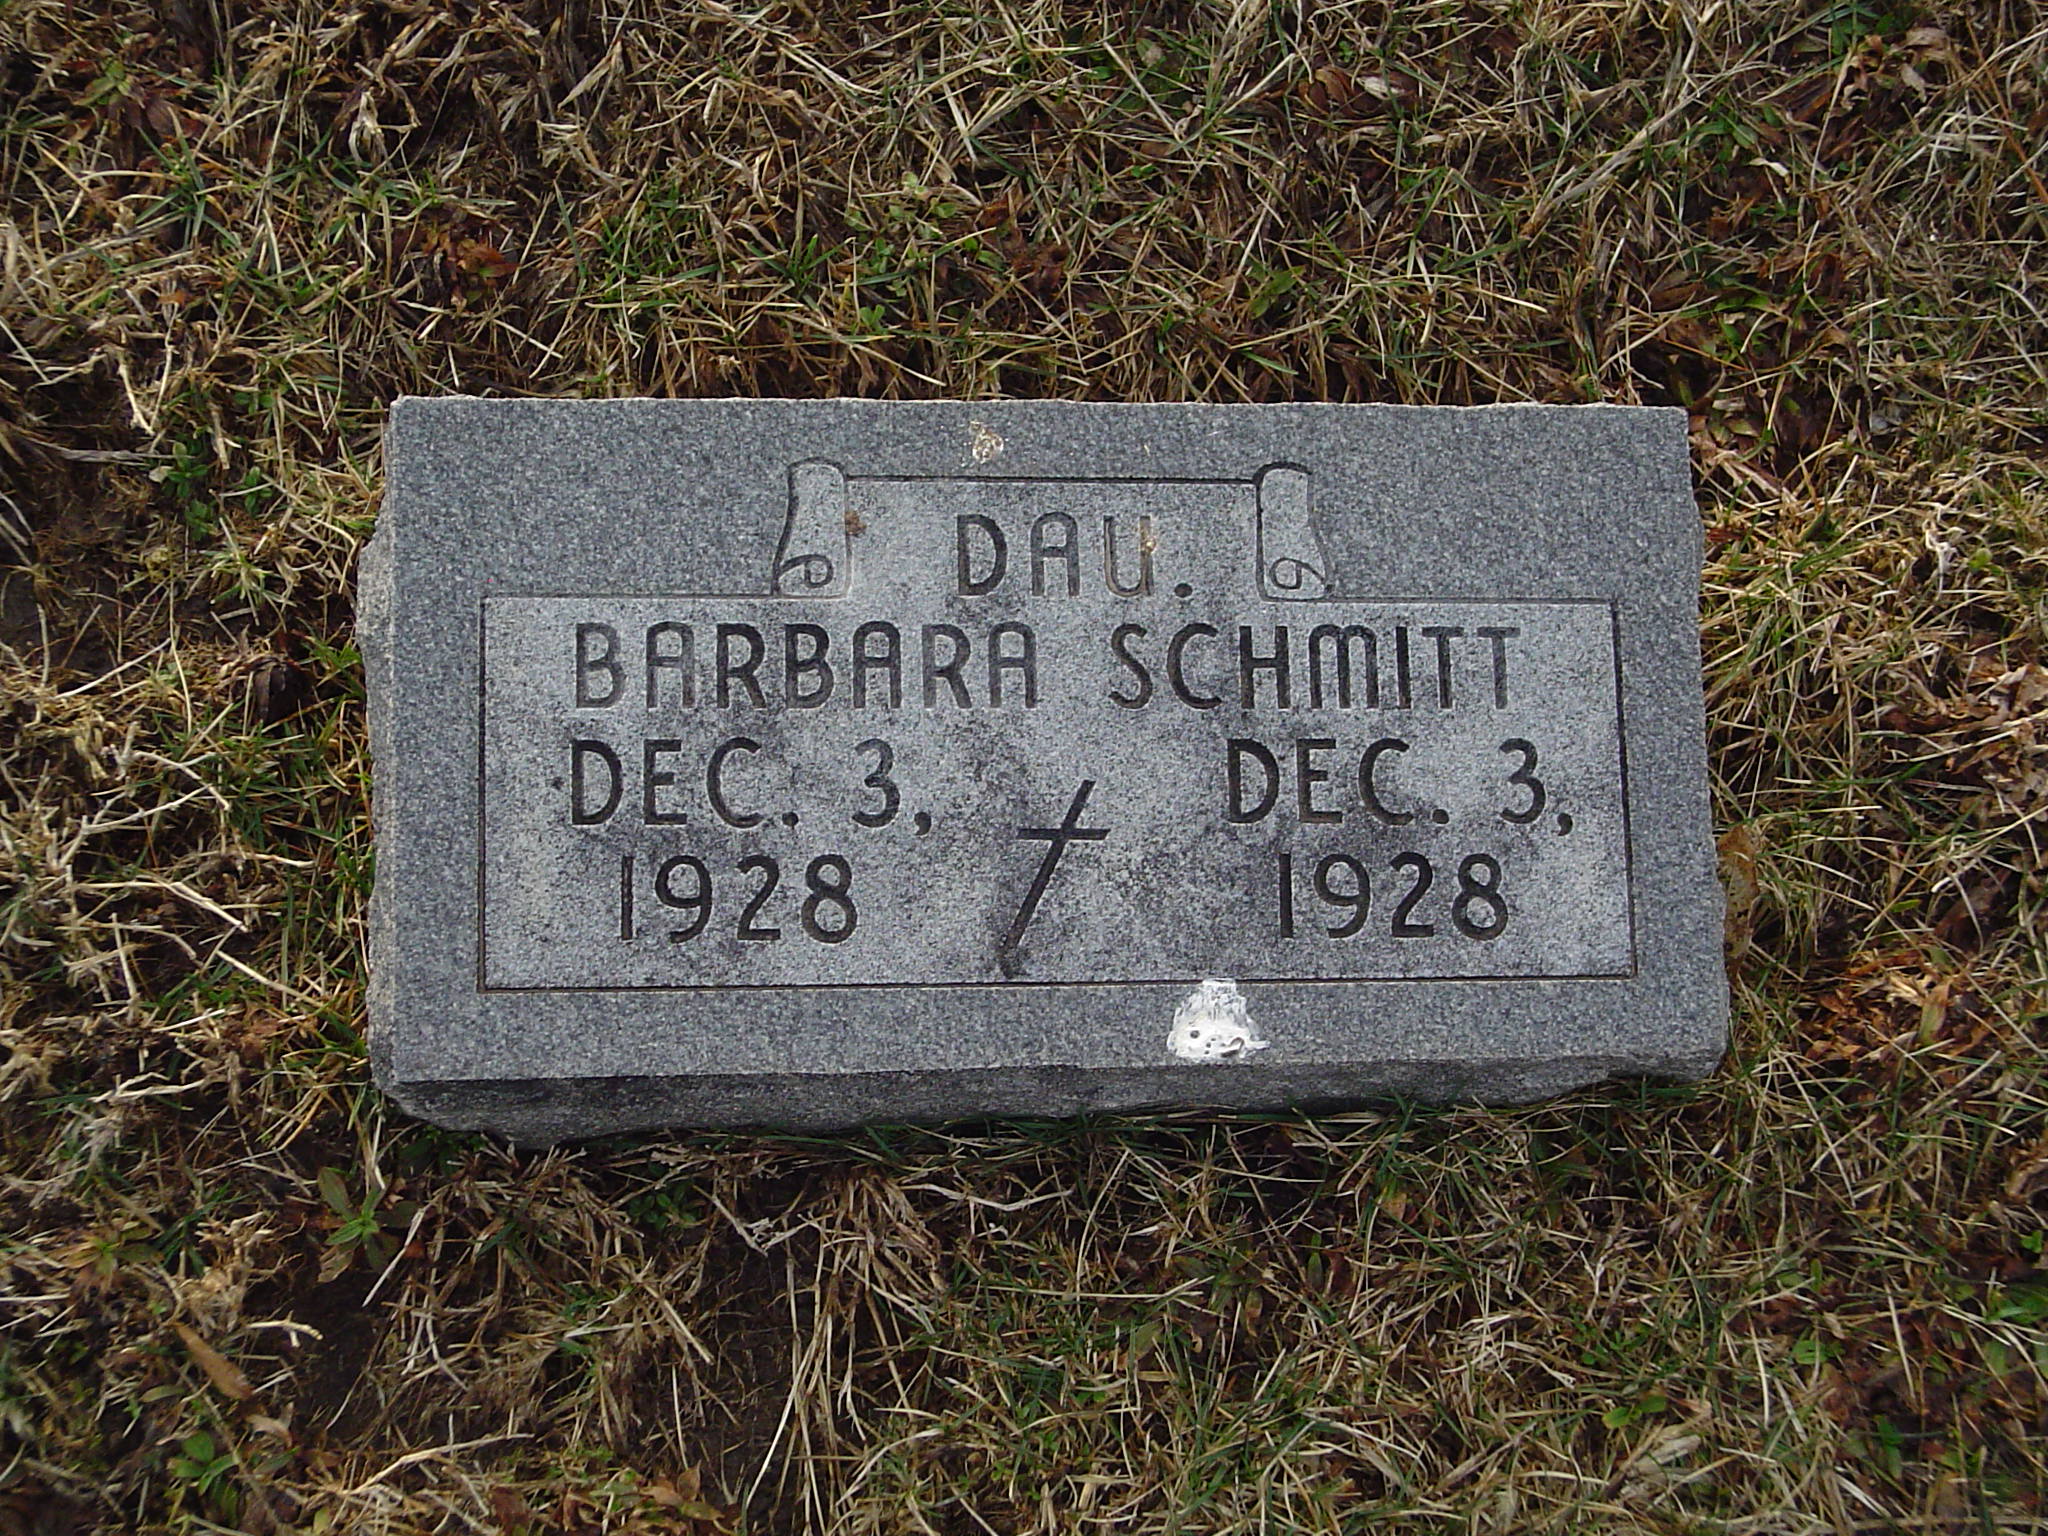 DAU.
BARBARA SCHMITT
DEC. 3, DEC. 3,
1928 1928